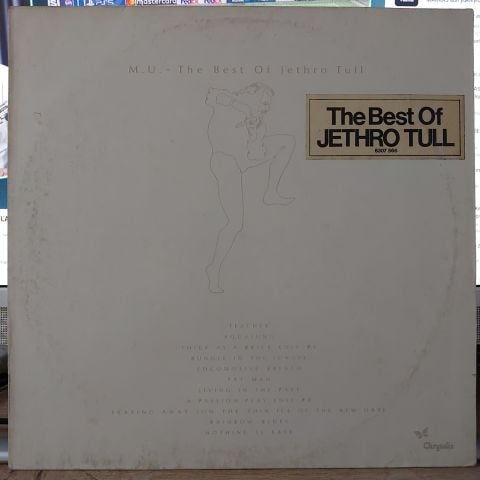 M.U. - The Best Of Jethro Tull
The Best Of
JETHRO TULL
6307 566
TEACHER
AQUALUNG
THICK AS A BRICK EDIT #1
BUNGLE IN THE JUNGLE
LOCOMOTIVE BREATH
FAT MAN
LIVING IN THE PAST
A PASSION PLAY EDIT #8
SKATING AWAY (ON THE THIN ICE OF THE NEW DAY)
RAINBOW BLUES
NOTHING IS EASY
Chrysalis